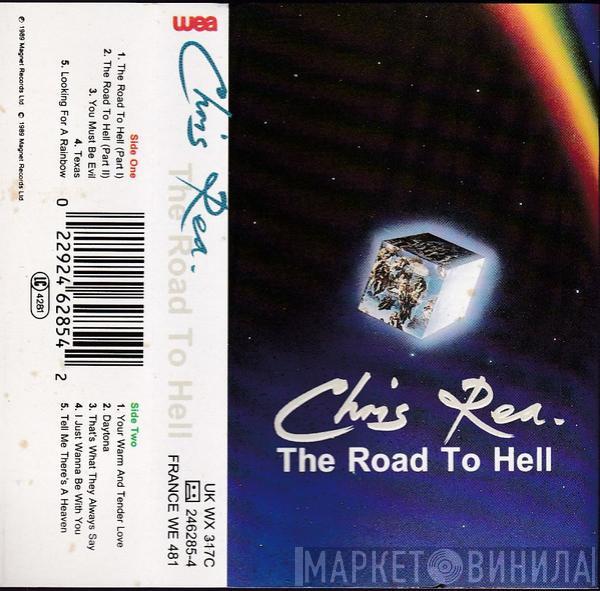 wea
Chris Rea.
The Road To Hell
Side One
1. The Road To Hell (Part I)
2. The Road To Hell (Part II)
3. You Must Be Evil
4. Texas
5. Looking For A Rainbow
℗ 1989 Magnet Records Ltd © 1989 Magnet Records Ltd
0 22924 62854 2
LC 4281
Side Two
1. Your Warm And Tender Love
2. Daytona
3. That's What They Always Say
4. I Just Wanna Be With You
5. Tell Me There's A Heaven
UK WX 317C
246285-4
FRANCE WE 481
Chris Rea.
The Road To Hell
МАРКЕТ ВИНИЛА